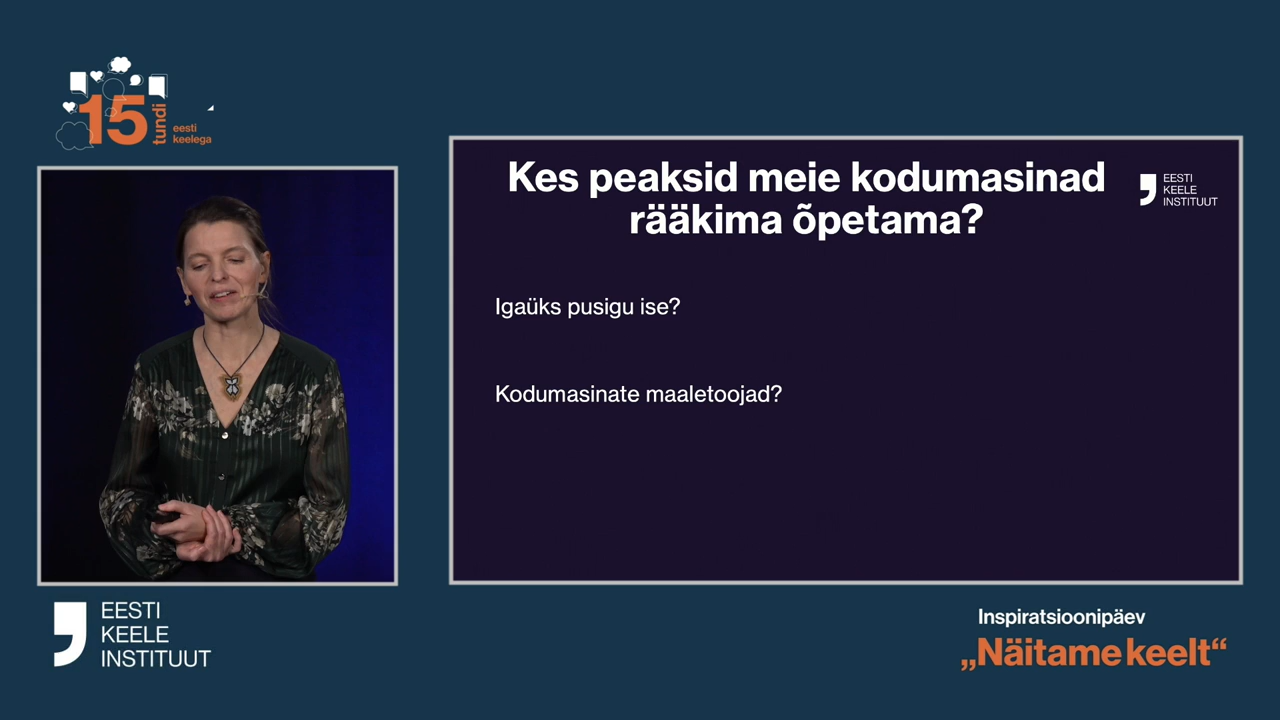 15
tundi
eesti
keelega
Kes peaksid meie kodumasinad
rääkima õpetama?
EESTI
KEELE
INSTITUUT
Igaüks pusigu ise?
Kodumasinate maaletoojad?
EESTI
KEELE
INSTITUUT
Inspiratsioonipäev
„Näitame keelt“